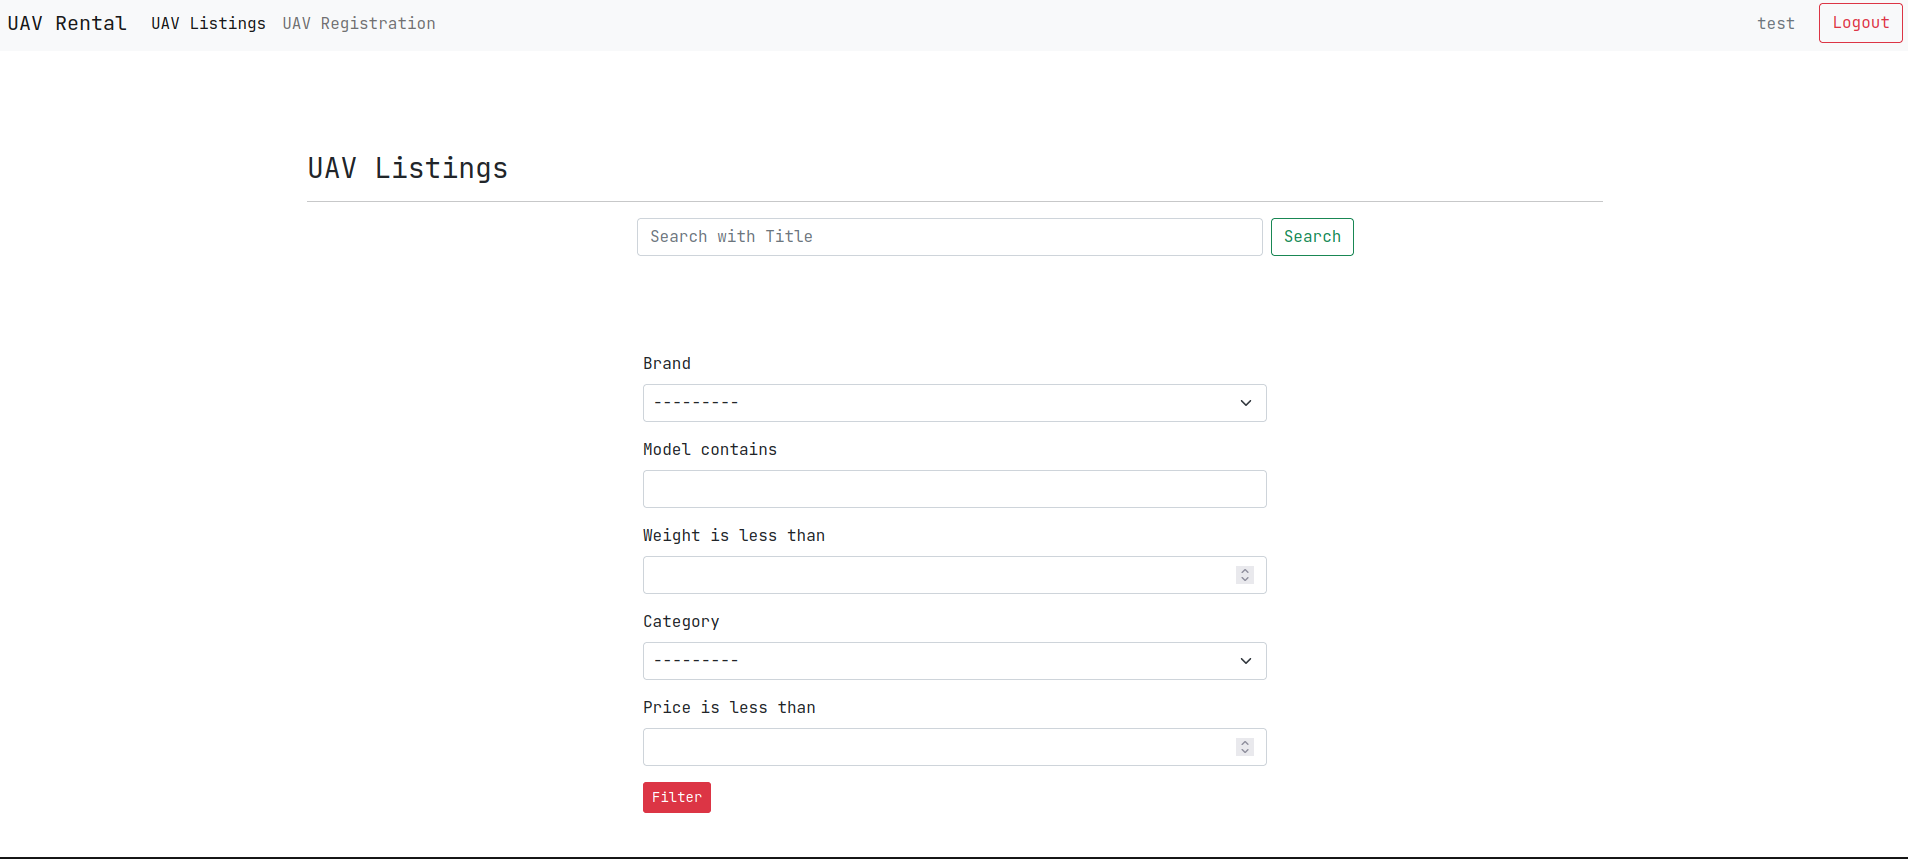 UAV Rental UAV Listings UAV Registration test Logout
UAV Listings
Search with Title Search
Brand
---------
Model contains
Weight is less than
Category
---------
Price is less than
Filter